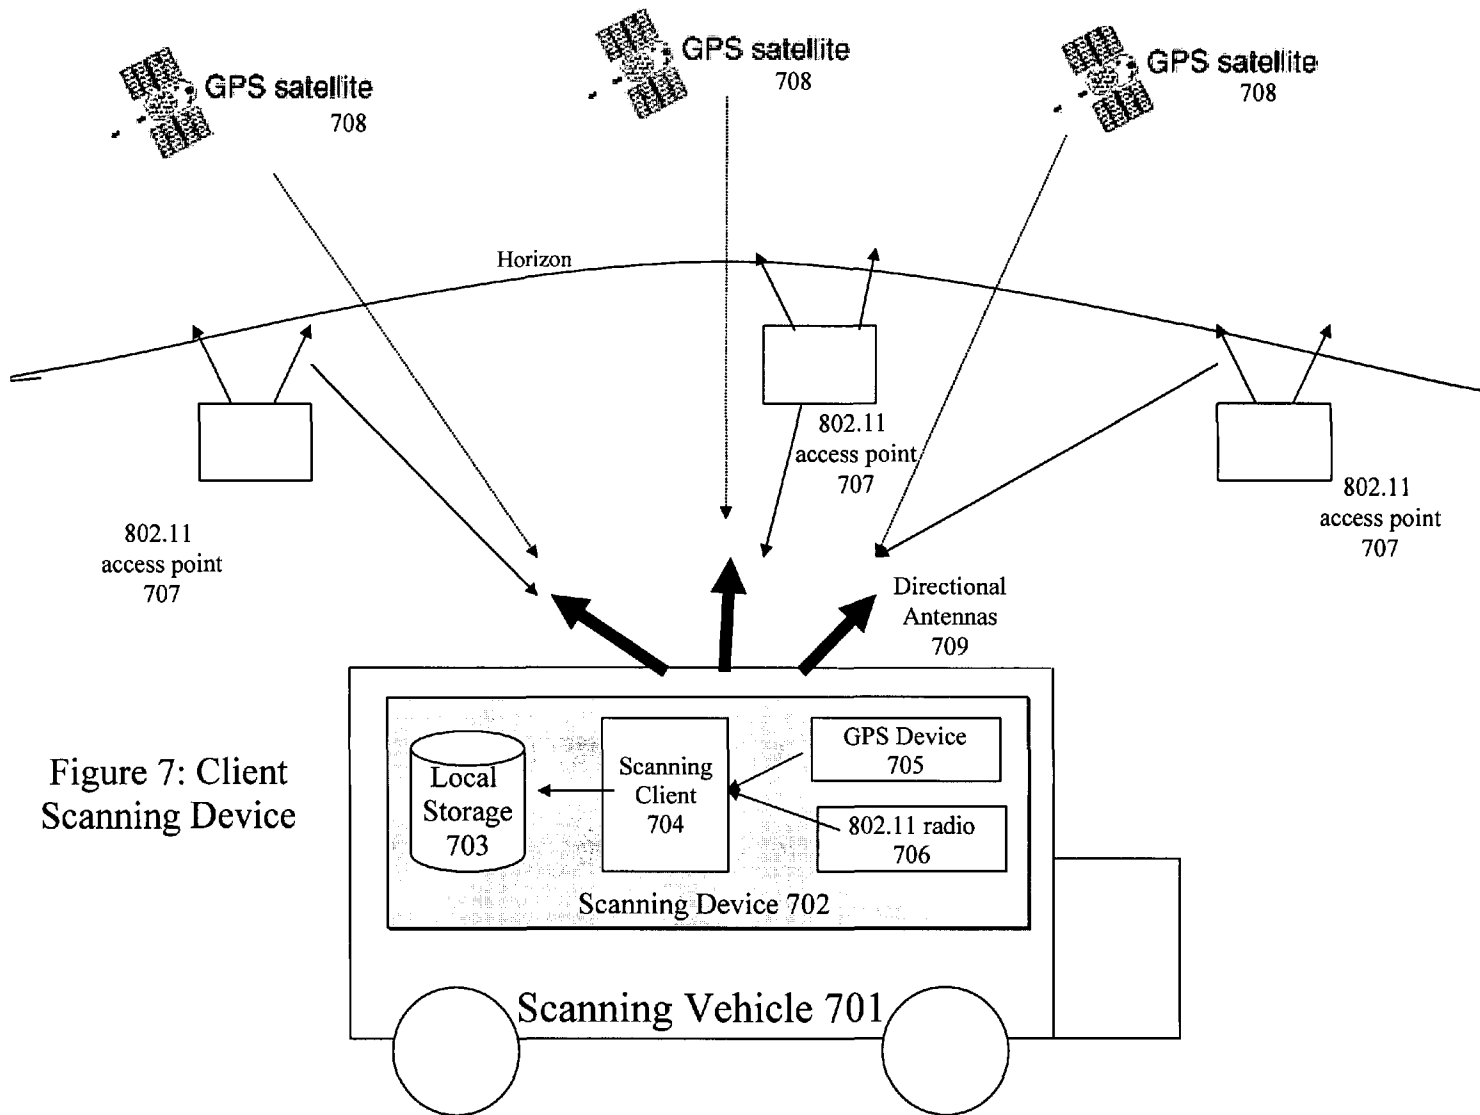 GPS satellite
708
GPS satellite
708
GPS satellite
708
Horizon
802.11
access point
707
802.11
access point
707
802.11
access point
707
Directional
Antennas
709
Figure 7: Client
Scanning Device
Local
Storage
703
Scanning
Client
704
GPS Device
705
802.11 radio
706
Scanning Device 702
Scanning Vehicle 701